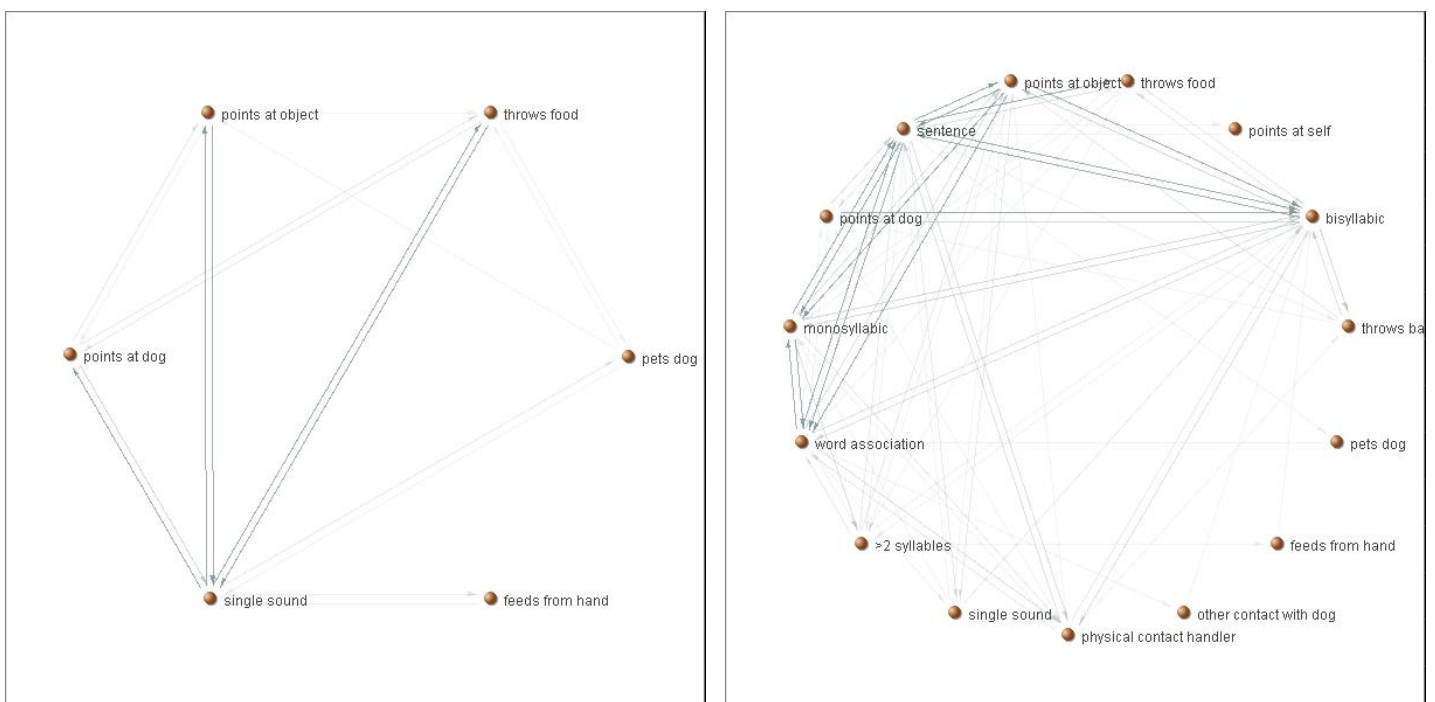 points at object
throws food
points at dog
pets dog
single sound
feeds from hand
points at object
throws food
sentence
points at self
points at dog
bisyllabic
monosyllabic
throws ba
word association
pets dog
>2 syllables
feeds from hand
single sound
other contact with dog
physical contact handler